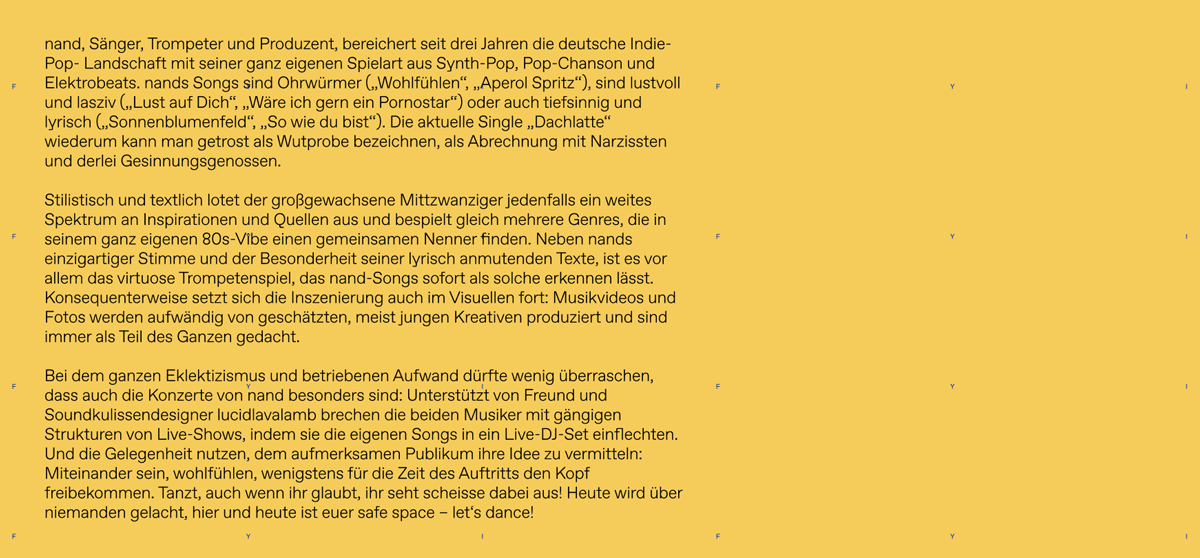 nand, Sänger, Trompeter und Produzent, bereichert seit drei Jahren die deutsche Indie-
Pop- Landschaft mit seiner ganz eigenen Spielart aus Synth-Pop, Pop-Chanson und
Elektrobeats. nands Songs sind Ohrwürmer („Wohlfühlen“, „Aperol Spritz“), sind lustvoll
F Y F Y I
und lasziv („Lust auf Dich“, „Wäre ich gern ein Pornostar“) oder auch tiefsinnig und
lyrisch („Sonnenblumenfeld“, „So wie du bist“). Die aktuelle Single „Dachlatte“
wiederum kann man getrost als Wutprobe bezeichnen, als Abrechnung mit Narzissten
und derlei Gesinnungsgenossen.
Stilistisch und textlich lotet der großgewachsene Mittzwanziger jedenfalls ein weites
Spektrum an Inspirationen und Quellen aus und bespielt gleich mehrere Genres, die in
F F Y I
seinem ganz eigenen 80s-Vibe einen gemeinsamen Nenner finden. Neben nands
einzigartiger Stimme und der Besonderheit seiner lyrisch anmutenden Texte, ist es vor
allem das virtuose Trompetenspiel, das nand-Songs sofort als solche erkennen lässt.
Konsequenterweise setzt sich die Inszenierung auch im Visuellen fort: Musikvideos und
Fotos werden aufwändig von geschätzten, meist jungen Kreativen produziert und sind
immer als Teil des Ganzen gedacht.
Bei dem ganzen Eklektizismus und betriebenen Aufwand dürfte wenig überraschen,
F Y I F Y I
dass auch die Konzerte von nand besonders sind: Unterstützt von Freund und
Soundkulissendesigner lucidlavalamb brechen die beiden Musiker mit gängigen
Strukturen von Live-Shows, indem sie die eigenen Songs in ein Live-DJ-Set einflechten.
Und die Gelegenheit nutzen, dem aufmerksamen Publikum ihre Idee zu vermitteln:
Miteinander sein, wohlfühlen, wenigstens für die Zeit des Auftritts den Kopf
freibekommen. Tanzt, auch wenn ihr glaubt, ihr seht scheisse dabei aus! Heute wird über
niemanden gelacht, hier und heute ist euer safe space – let‘s dance!
F Y I F Y I